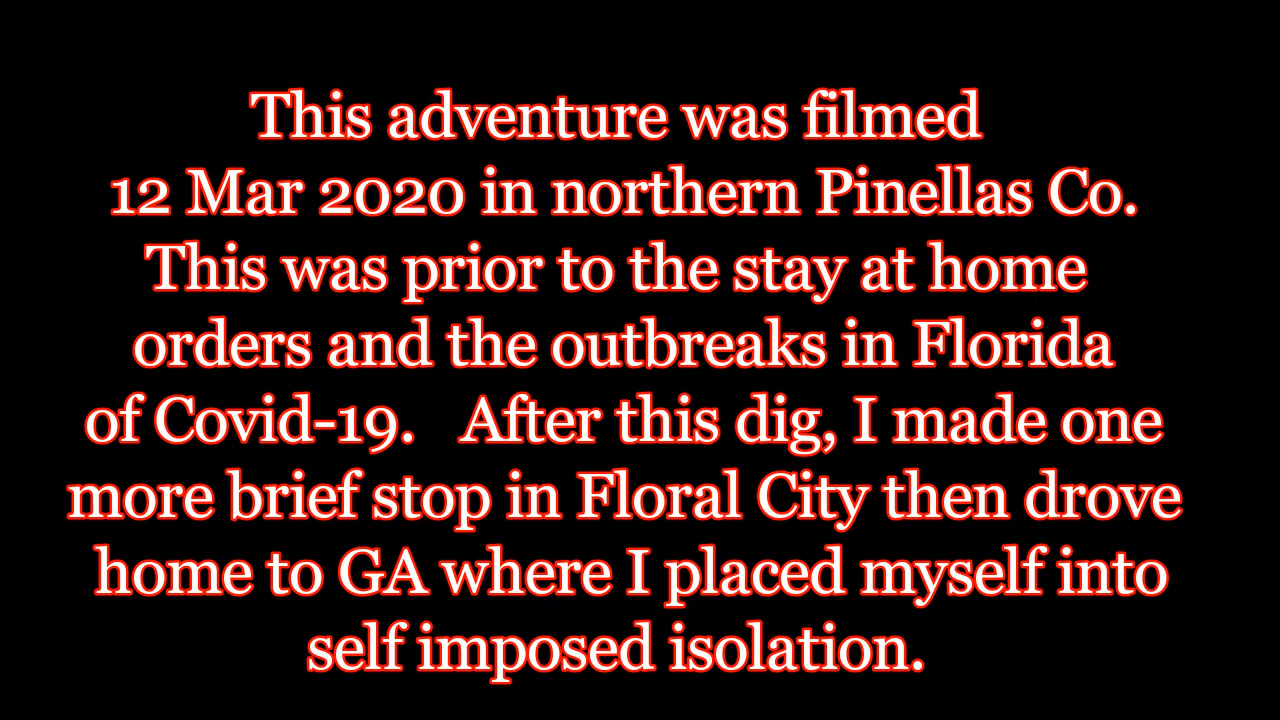 This adventure was filmed
12 Mar 2020 in northern Pinellas Co.
This was prior to the stay at home
orders and the outbreaks in Florida
of Covid-19.   After this dig, I made one
more brief stop in Floral City then drove
home to GA where I placed myself into
self imposed isolation.